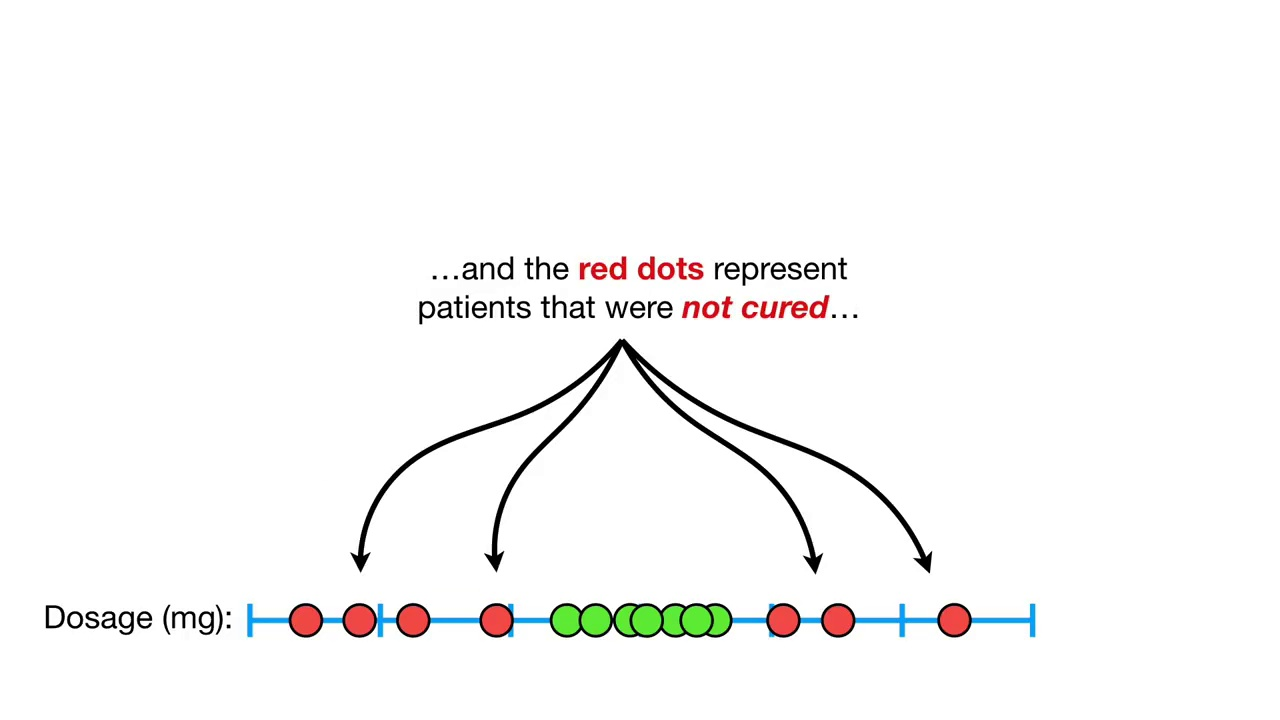 …and the red dots represent
patients that were not cured…
Dosage (mg):